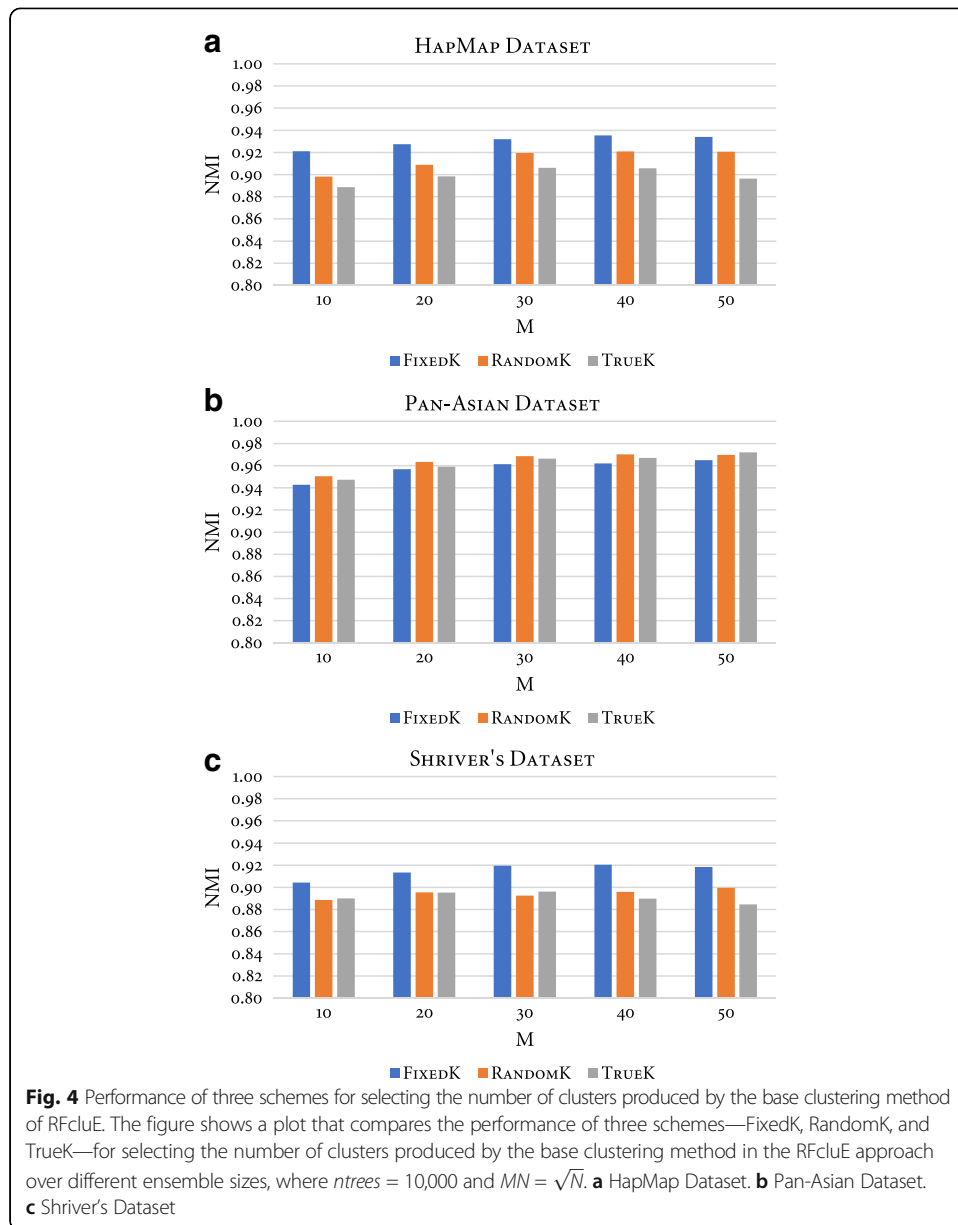 a
HapMap Dataset
1.00
0.98
0.96
0.94
0.92
0.90
0.88
0.86
0.84
0.82
0.80
NMI
10 20 30 40 50
M
FixedK RandomK TrueK
b
Pan-Asian Dataset
1.00
0.98
0.96
0.94
0.92
0.90
0.88
0.86
0.84
0.82
0.80
NMI
10 20 30 40 50
M
FixedK RandomK TrueK
c
Shriver's Dataset
1.00
0.98
0.96
0.94
0.92
0.90
0.88
0.86
0.84
0.82
0.80
NMI
10 20 30 40 50
M
FixedK RandomK TrueK
Fig. 4 Performance of three schemes for selecting the number of clusters produced by the base clustering method
of RFcluE. The figure shows a plot that compares the performance of three schemes—FixedK, RandomK, and
TrueK—for selecting the number of clusters produced by the base clustering method in the RFcluE approach
over different ensemble sizes, where ntrees = 10,000 and MN = √N. a HapMap Dataset. b Pan-Asian Dataset.
c Shriver's Dataset